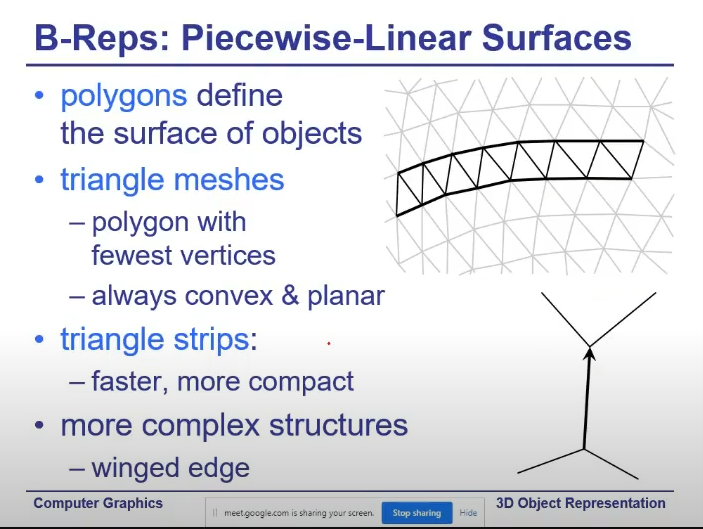 B-Reps: Piecewise-Linear Surfaces
• polygons define
the surface of objects
• triangle meshes
– polygon with
fewest vertices
– always convex & planar
• triangle strips:
– faster, more compact
• more complex structures
– winged edge
Computer Graphics
meet.google.com is sharing your screen.
Stop sharing
Hide
3D Object Representation